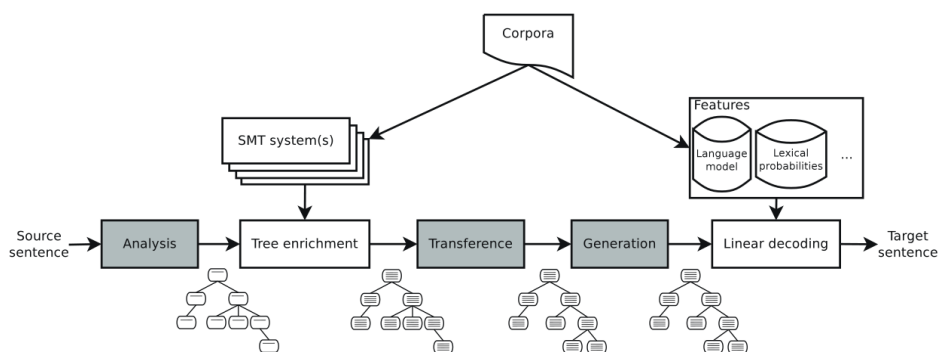 Corpora
Features
SMT system(s)
Language
model
Lexical
probabilities
...
Source
sentence
Analysis
Tree enrichment
Transference
Generation
Linear decoding
Target
sentence